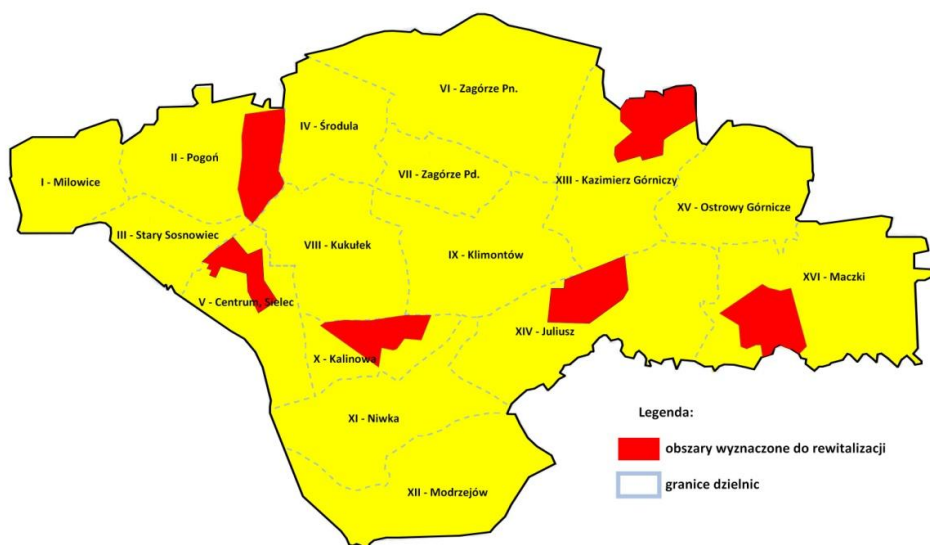 VI - Zagórze Pn.
IV - Środula
II - Pogoń
VII - Zagórze Pd.
XIII - Kazimierz Górniczy
I - Milowice
XV - Ostrowy Górnicze
III - Stary Sosnowiec
VIII - Kukułek
IX - Klimontów
XVI - Maczki
V - Centrum, Sielec
XIV - Juliusz
X - Kalinowa
XI - Niwka
XII - Modrzejów
Legenda:
obszary wyznaczone do rewitalizacji
granice dzielnic